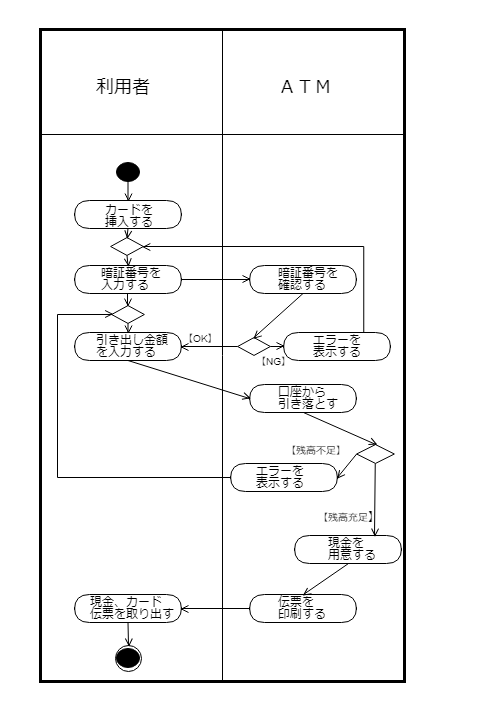 利用者
ＡＴＭ
カードを
挿入する
暗証番号を
入力する
暗証番号を
確認する
引き出し金額
を入力する
【OK】
エラーを
表示する
【NG】
口座から
引き落とす
【残高不足】
エラーを
表示する
【残高充足】
現金を
用意する
現金、カード
伝票を取り出す
伝票を
印刷する